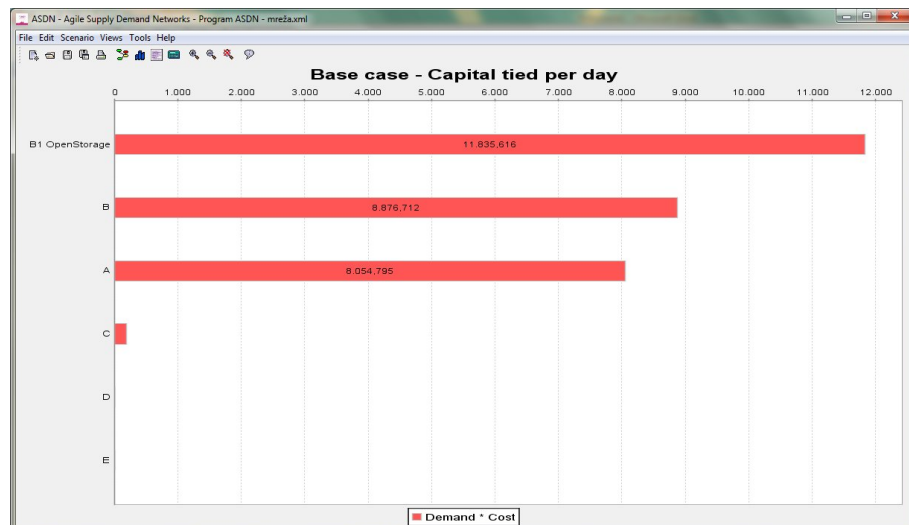 ASDN - Agile Supply Demand Networks - Program ASDN - mreža.xml
File Edit Scenario Views Tools Help
Base case - Capital tied per day
0 1.000 2.000 3.000 4.000 5.000 6.000 7.000 8.000 9.000 10.000 11.000 12.000
B1 OpenStorage 11.835,616
B 8.876,712
A 8.054,795
C
D
E
Demand * Cost